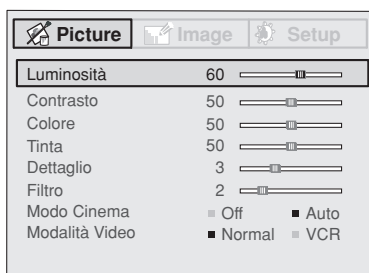 Picture Image Setup
Luminosità 60
Contrasto 50
Colore 50
Tinta 50
Dettaglio 3
Filtro 2
Modo Cinema Off Auto
Modalità Video Normal VCR